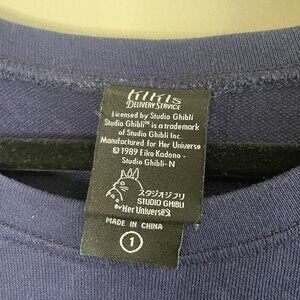 KiKi's
DELIVERY SERVICE
Licensed by Studio Ghibli
Studio Ghibli™ is a trademark
of Studio Ghibli Inc.
Manufactured for Her Universe
© 1989 Eiko Kadono -
Studio Ghibli - N
スタジオジブリ
STUDIO GHIBLI
BY HER UNIVERSE
MADE IN CHINA
1